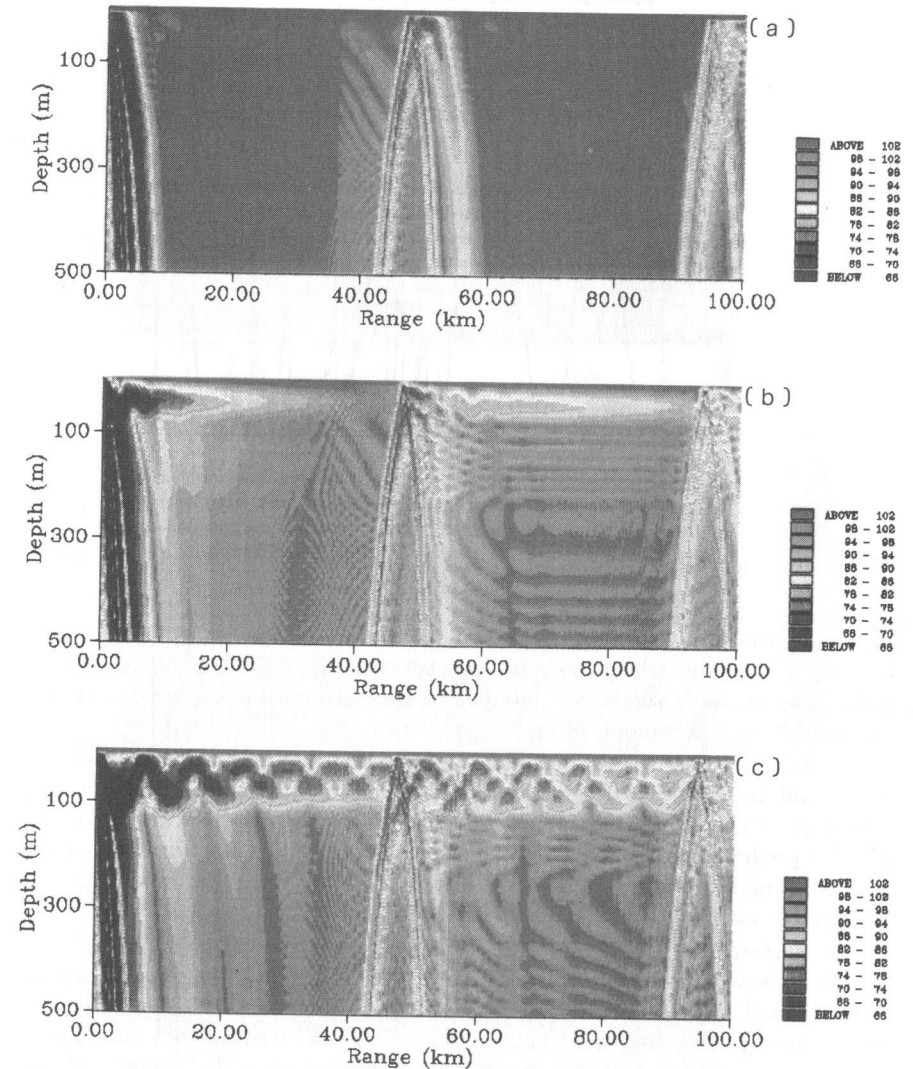 (a)
Depth (m)
100
300
500
0.00 20.00 40.00 60.00 80.00 100.00
Range (km)
ABOVE 102
98 - 102
94 - 98
90 - 94
86 - 90
82 - 86
78 - 82
74 - 78
70 - 74
66 - 70
BELOW 66
(b)
Depth (m)
100
300
500
0.00 20.00 40.00 60.00 80.00 100.00
Range (km)
ABOVE 102
98 - 102
94 - 98
90 - 94
86 - 90
82 - 86
78 - 82
74 - 78
70 - 74
66 - 70
BELOW 66
(c)
Depth (m)
100
300
500
0.00 20.00 40.00 60.00 80.00 100.00
Range (km)
ABOVE 102
98 - 102
94 - 98
90 - 94
86 - 90
82 - 86
78 - 82
74 - 78
70 - 74
66 - 70
BELOW 66